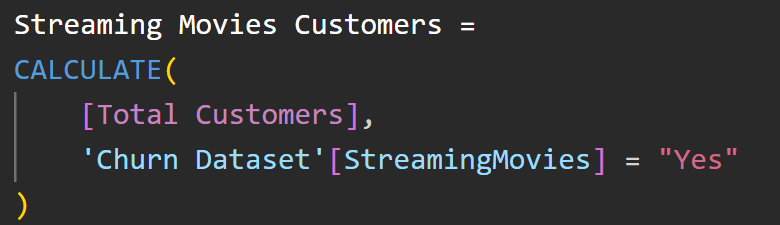 Streaming Movies Customers =
CALCULATE(
[Total Customers],
'Churn Dataset'[StreamingMovies] = "Yes"
)